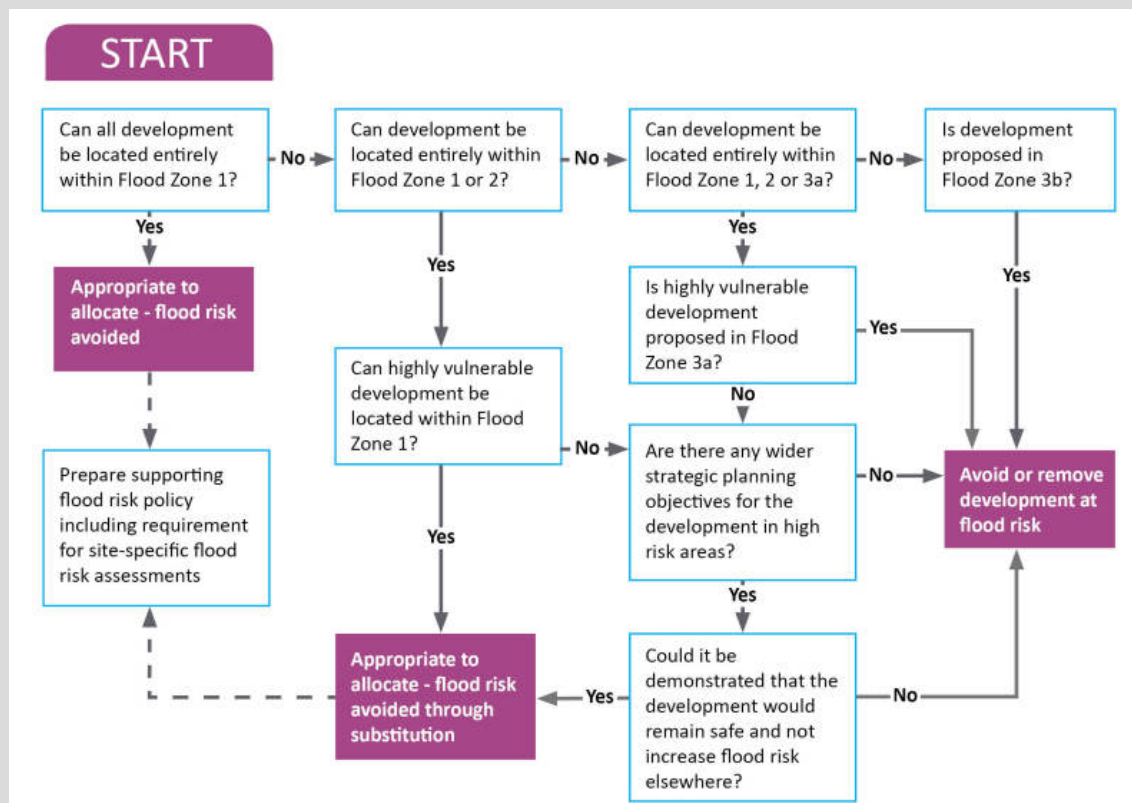 START
Can all development
be located entirely
within Flood Zone 1?
No
Can development be
located entirely within
Flood Zone 1 or 2?
No
Can development be
located entirely within
Flood Zone 1, 2 or 3a?
No
Is development
proposed in
Flood Zone 3b?
Yes
Appropriate to
allocate - flood risk
avoided
Prepare supporting
flood risk policy
including requirement
for site-specific flood
risk assessments
Yes
Can highly vulnerable
development be
located within Flood
Zone 1?
No
Yes
Appropriate to
allocate - flood risk
avoided through
substitution
Yes
Is highly vulnerable
development
proposed in Flood
Zone 3a?
Yes
No
Are there any wider
strategic planning
objectives for the
development in high
risk areas?
No
Yes
Could it be
demonstrated that the
development would
remain safe and not
increase flood risk
elsewhere?
Yes
No
Yes
Avoid or remove
development at
flood risk